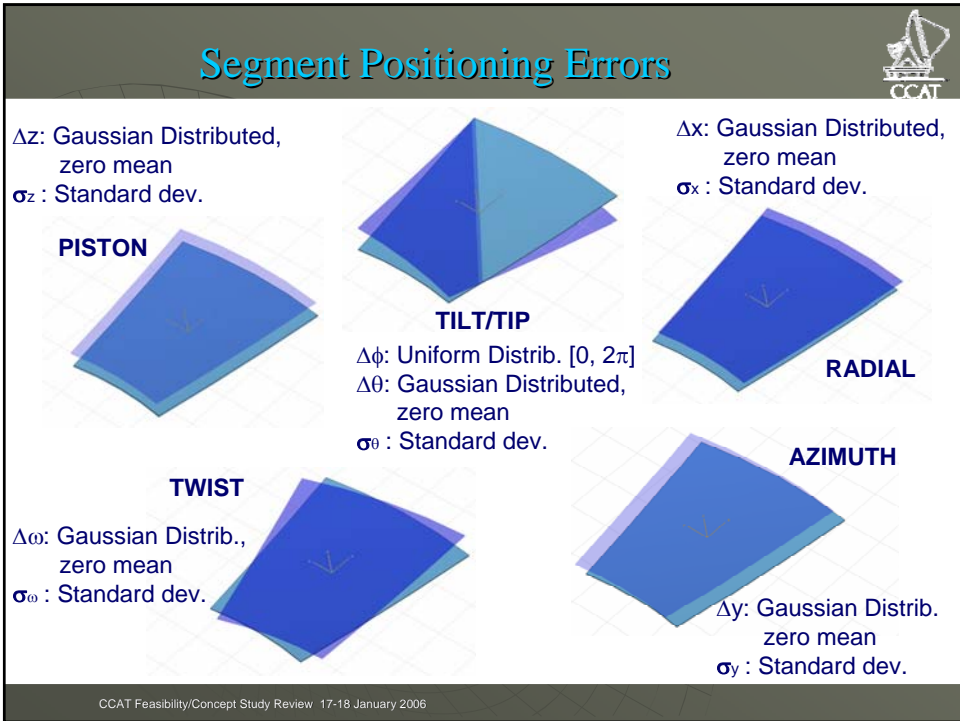 Segment Positioning Errors
CCAT
Δz: Gaussian Distributed,
zero mean
σz : Standard dev.
PISTON
TILT/TIP
Δϕ: Uniform Distrib. [0, 2π]
Δθ: Gaussian Distributed,
zero mean
σθ : Standard dev.
Δx: Gaussian Distributed,
zero mean
σx : Standard dev.
RADIAL
TWIST
Δω: Gaussian Distrib.,
zero mean
σω : Standard dev.
AZIMUTH
Δy: Gaussian Distrib.
zero mean
σy : Standard dev.
CCAT Feasibility/Concept Study Review 17-18 January 2006